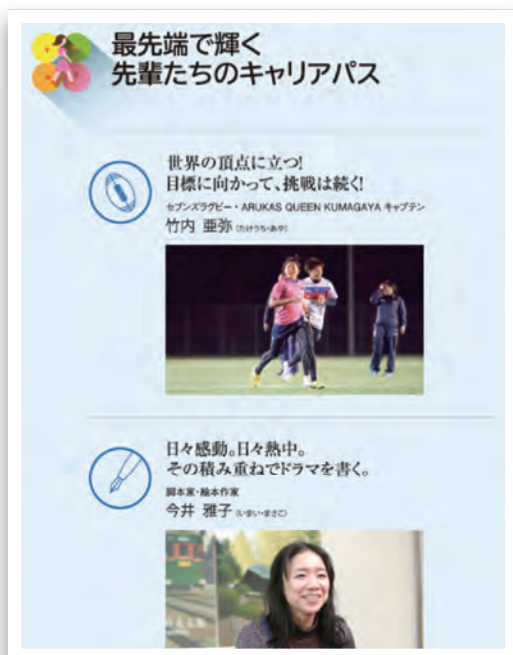 最先端で輝く
先輩たちのキャリアパス
世界の頂点に立つ!
目標に向かって、挑戦は続く!
セブンズラグビー・ARUKAS QUEEN KUMAGAYA キャプテン
竹内 亜弥 (たけうち・あや)
日々感動。日々熱中。
その積み重ねでドラマを書く。
脚本家・絵本作家
今井 雅子 (いまい・まさこ)